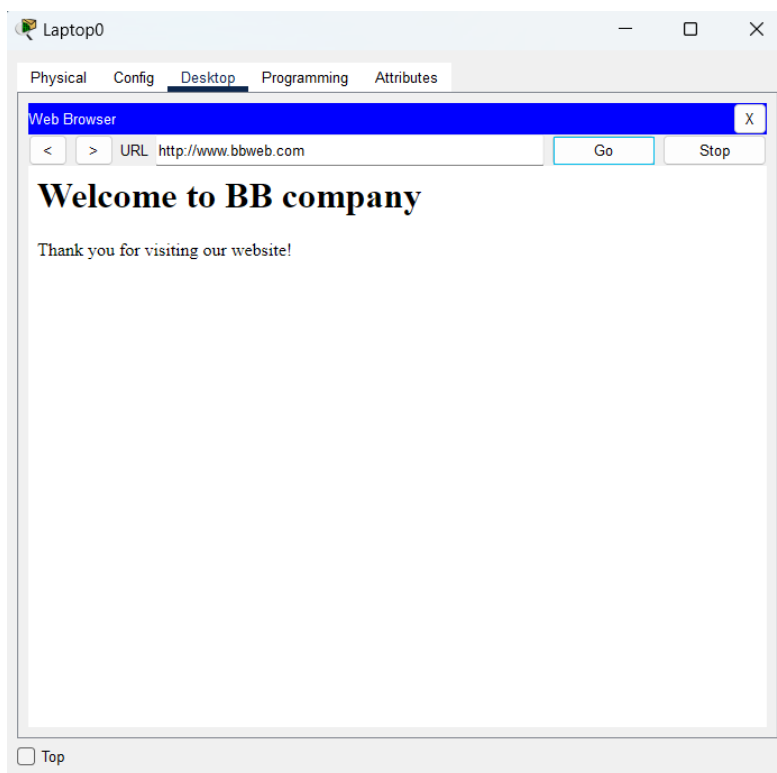 Laptop0
Physical Config Desktop Programming Attributes
Web Browser X
< > URL http://www.bbweb.com Go Stop
Welcome to BB company
Thank you for visiting our website!
Top